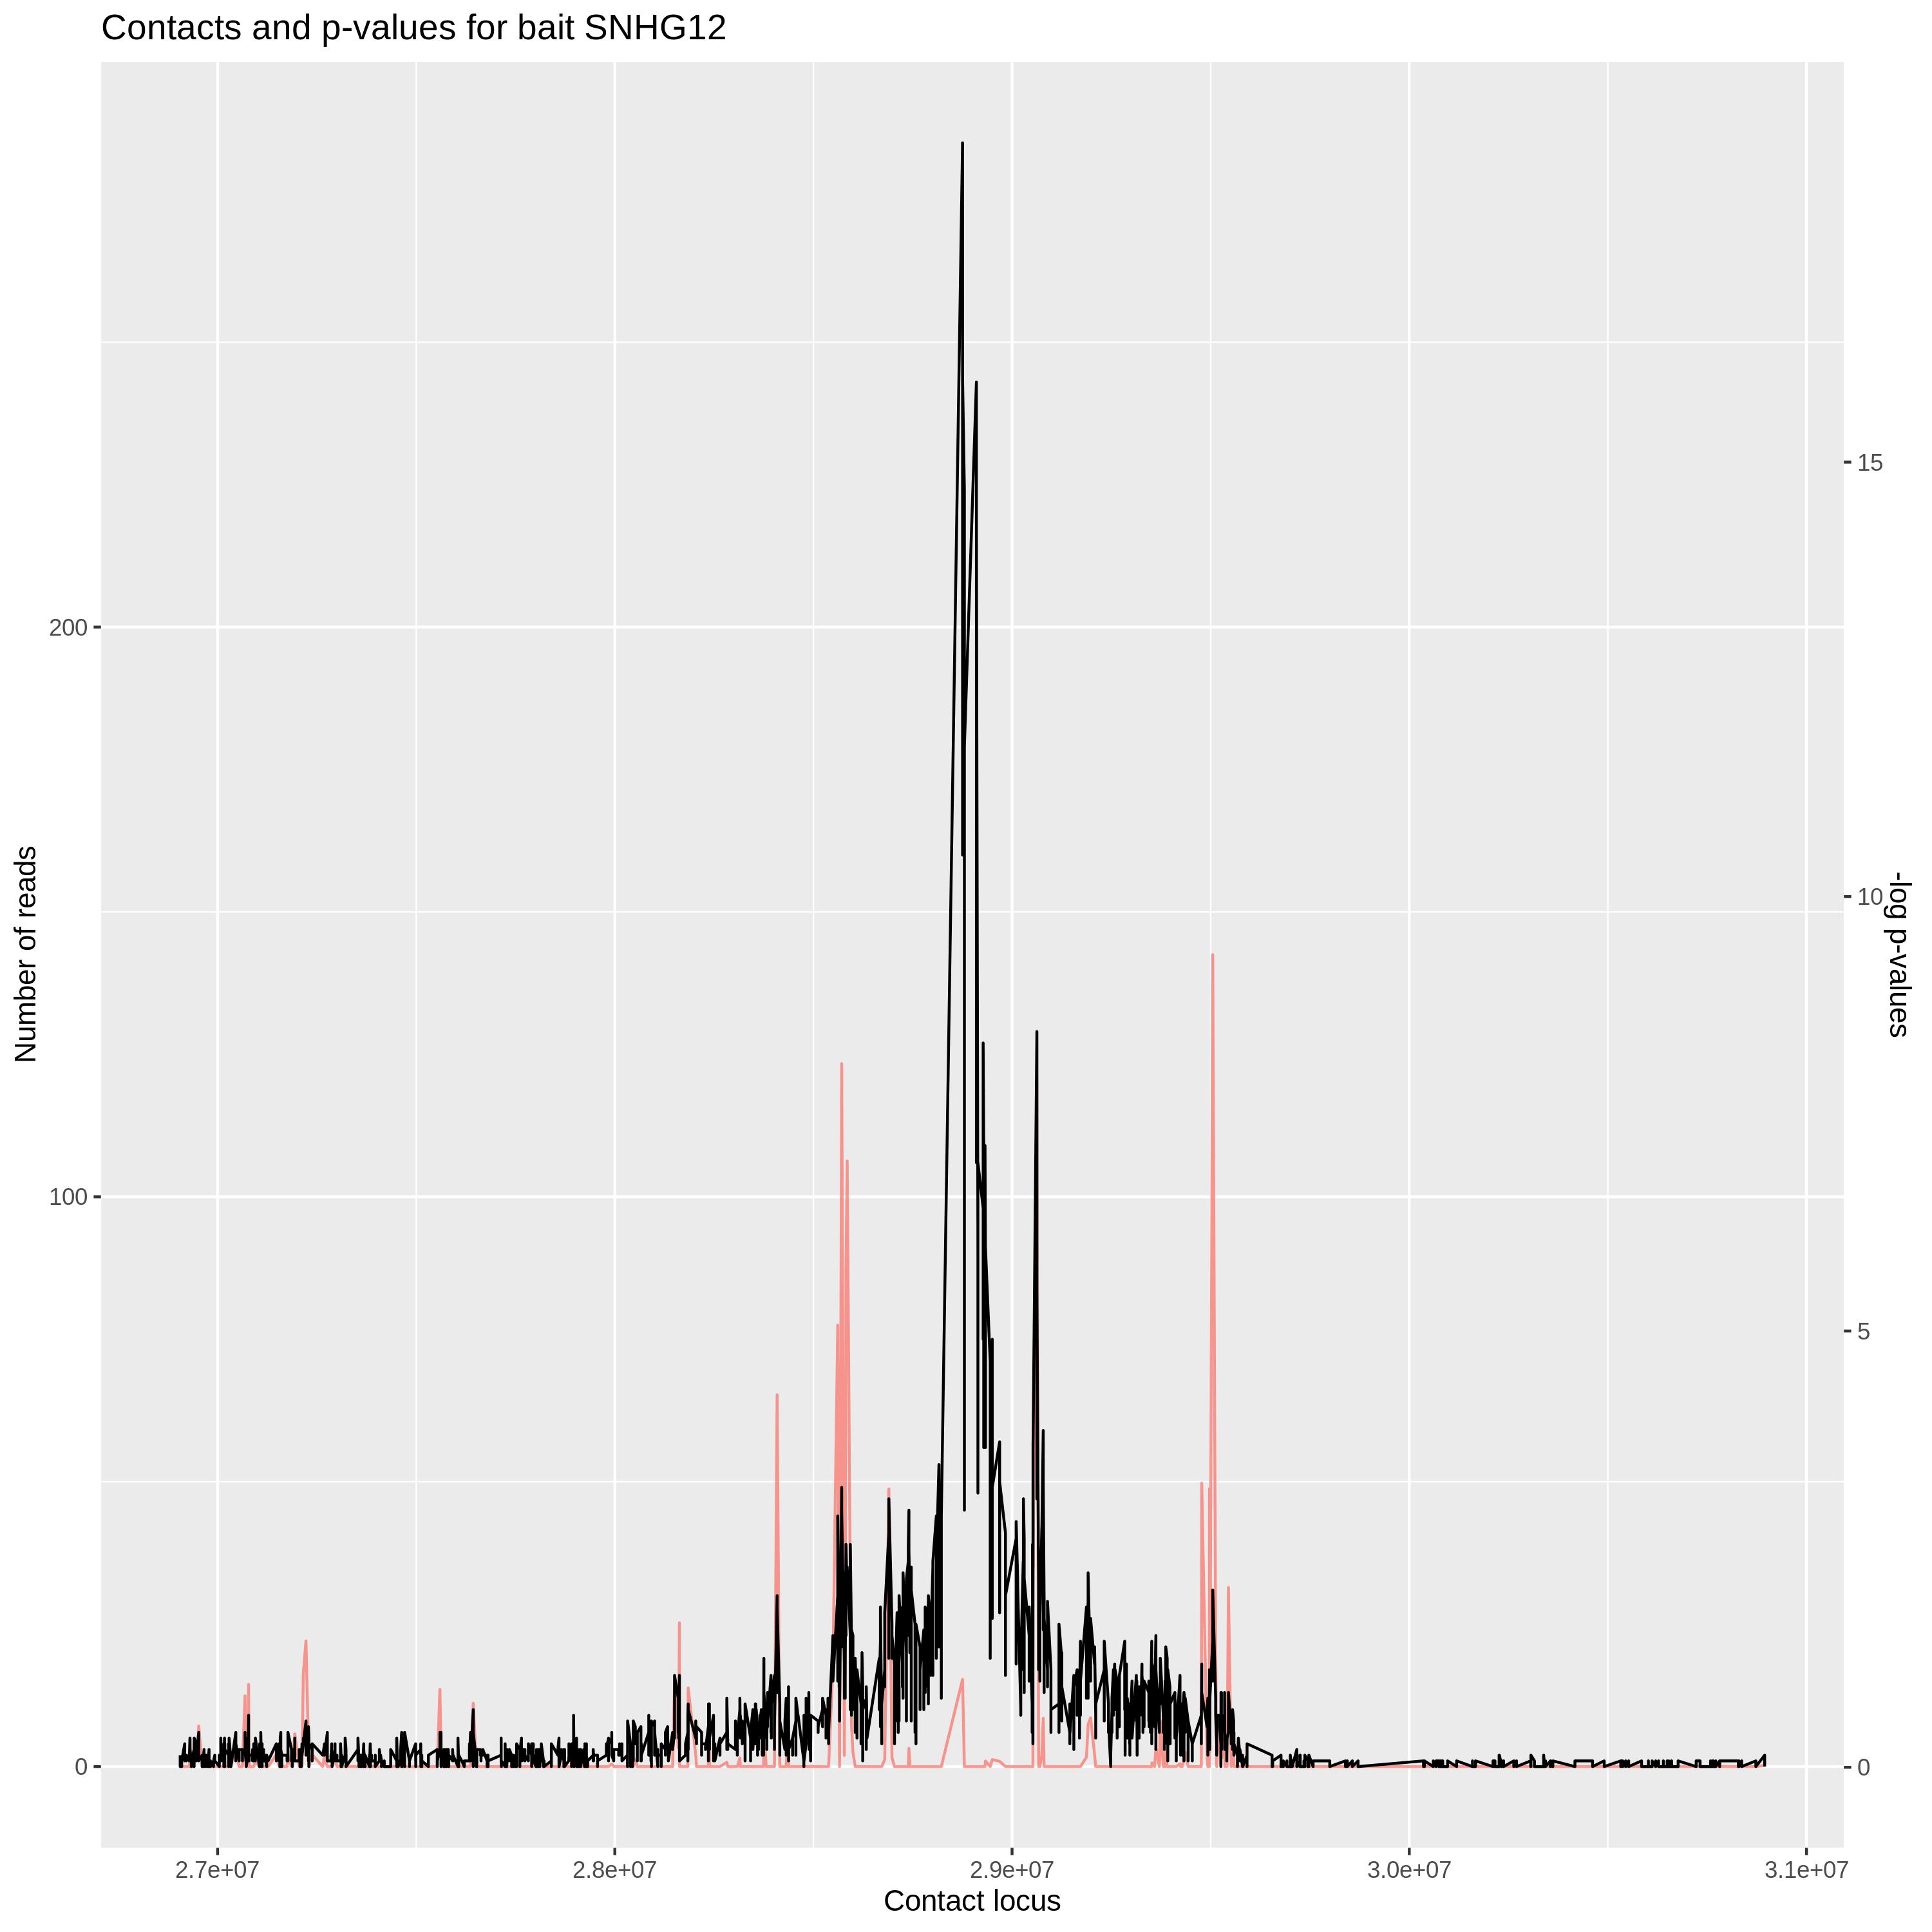 Contacts and p-values for bait SNHG12
Number of reads
200
100
0
15
10
5
0
-log p-values
2.7e+07
2.8e+07
2.9e+07
3.0e+07
3.1e+07
Contact locus